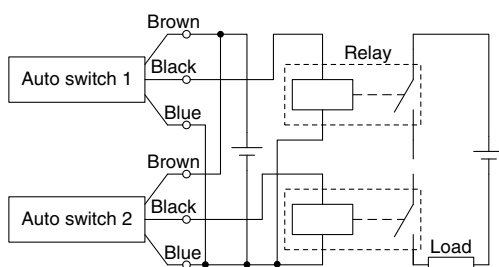 Brown
Auto switch 1
Black
Blue
Relay
Brown
Auto switch 2
Black
Blue
Load